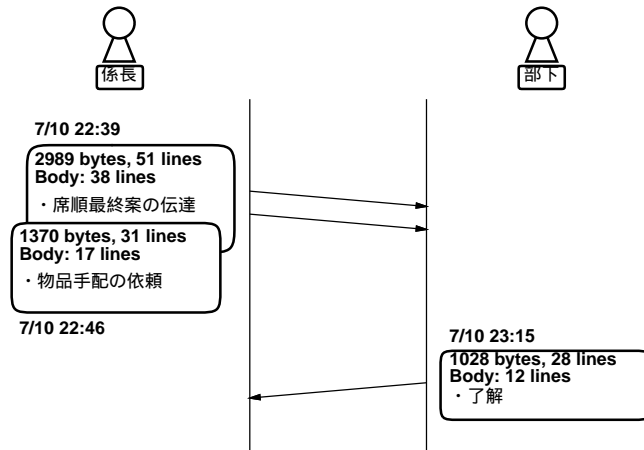 係長
部下
7/10 22:39
2989 bytes, 51 lines
Body: 38 lines
・席順最終案の伝達
1370 bytes, 31 lines
Body: 17 lines
・物品手配の依頼
7/10 22:46
7/10 23:15
1028 bytes, 28 lines
Body: 12 lines
・了解